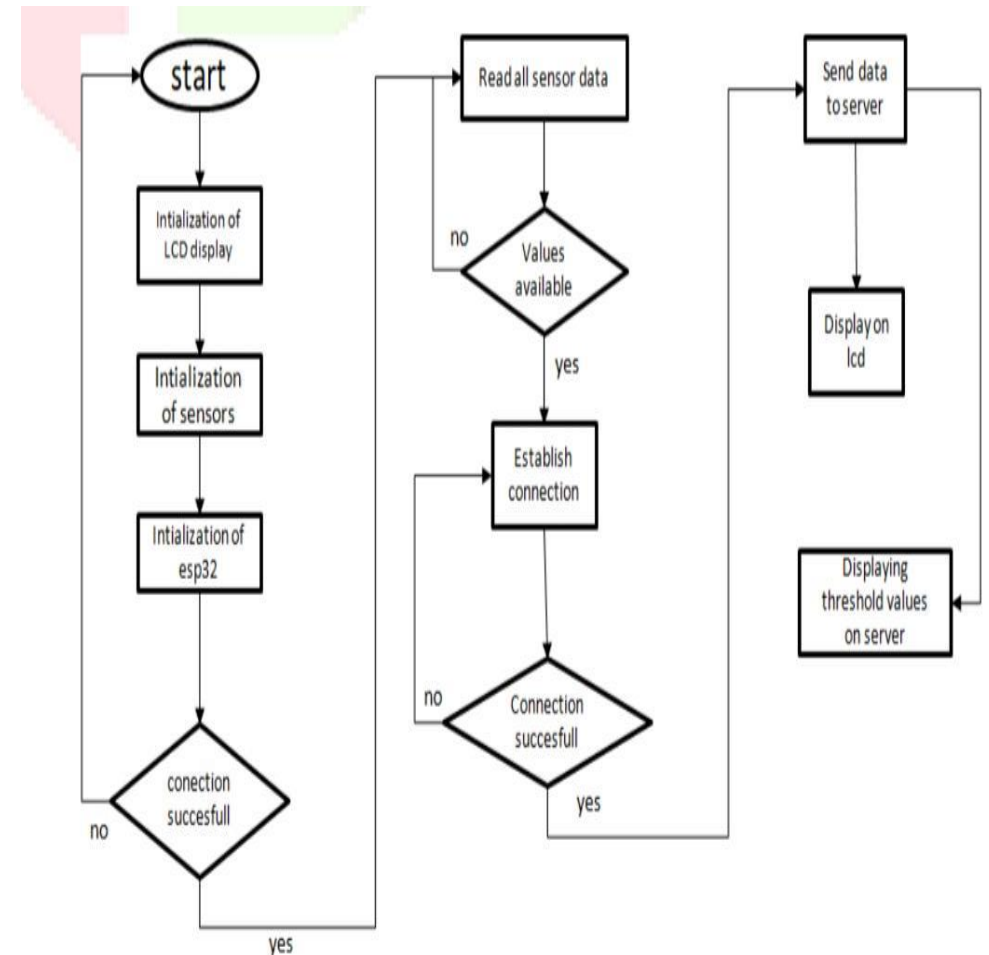 start
Intialization of
LCD display
Intialization
of sensors
Intialization of
esp32
conection
succesfull
no
yes
Read all sensor data
no
Values
available
yes
Establish
connection
no
Connection
succesfull
yes
Send data
to server
Display on
lcd
Displaying
threshold values
on server